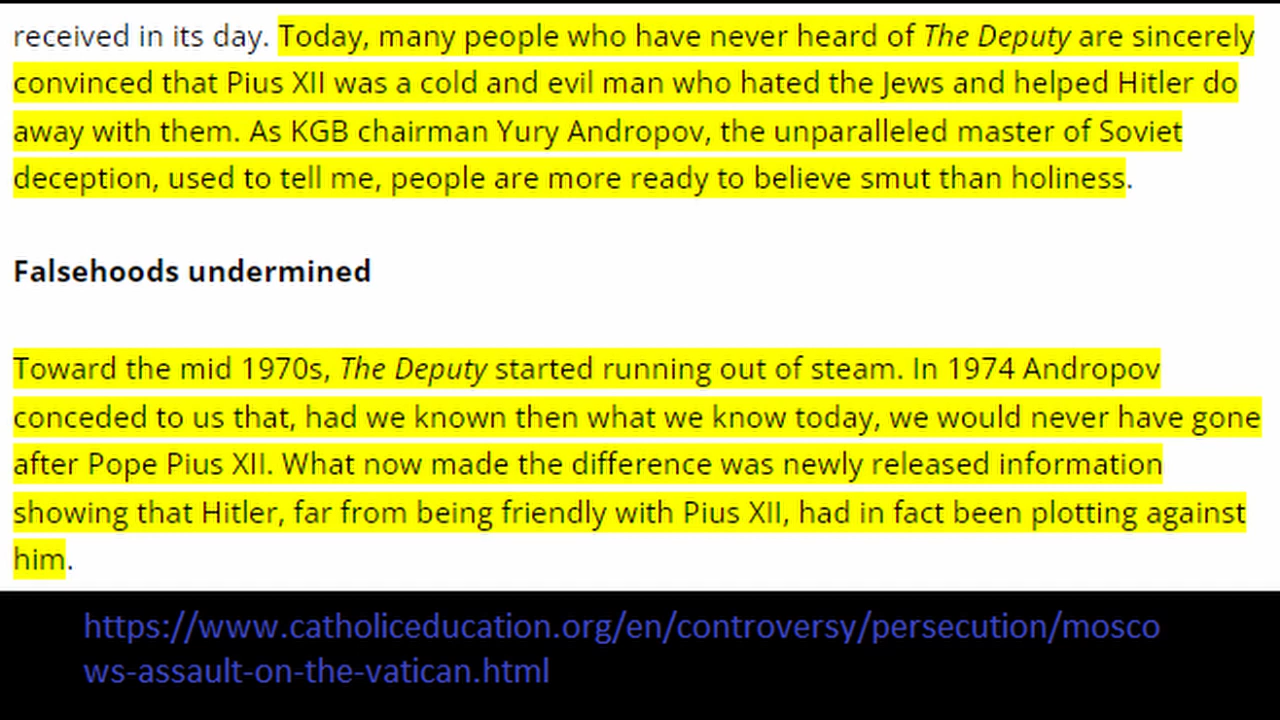 received in its day. Today, many people who have never heard of The Deputy are sincerely
convinced that Pius XII was a cold and evil man who hated the Jews and helped Hitler do
away with them. As KGB chairman Yury Andropov, the unparalleled master of Soviet
deception, used to tell me, people are more ready to believe smut than holiness.
Falsehoods undermined
Toward the mid 1970s, The Deputy started running out of steam. In 1974 Andropov
conceded to us that, had we known then what we know today, we would never have gone
after Pope Pius XII. What now made the difference was newly released information
showing that Hitler, far from being friendly with Pius XII, had in fact been plotting against
him.
https://www.catholiceducation.org/en/controversy/persecution/mosco
ws-assault-on-the-vatican.html